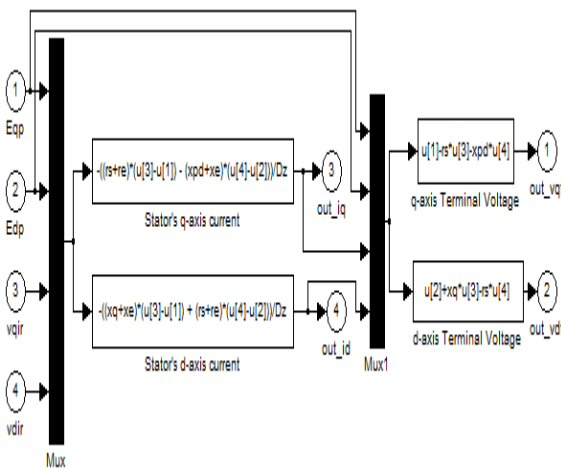 1
Eqp
2
Edp
3
vqir
4
vdir
Mux
-((rs+re)*(u[3]-u[1]) - (xpd+xe)*(u[4]-u[2]))/Dz
Stator's q-axis current
-((xq+xe)*(u[3]-u[1]) + (rs+re)*(u[4]-u[2]))/Dz
Stator's d-axis current
3
out_iq
4
out_id
Mux1
u[1]-rs*u[3]-xpd*u[4]
q-axis Terminal Voltage
u[2]+xq*u[3]-rs*u[4]
d-axis Terminal Voltage
1
out_vq
2
out_vd